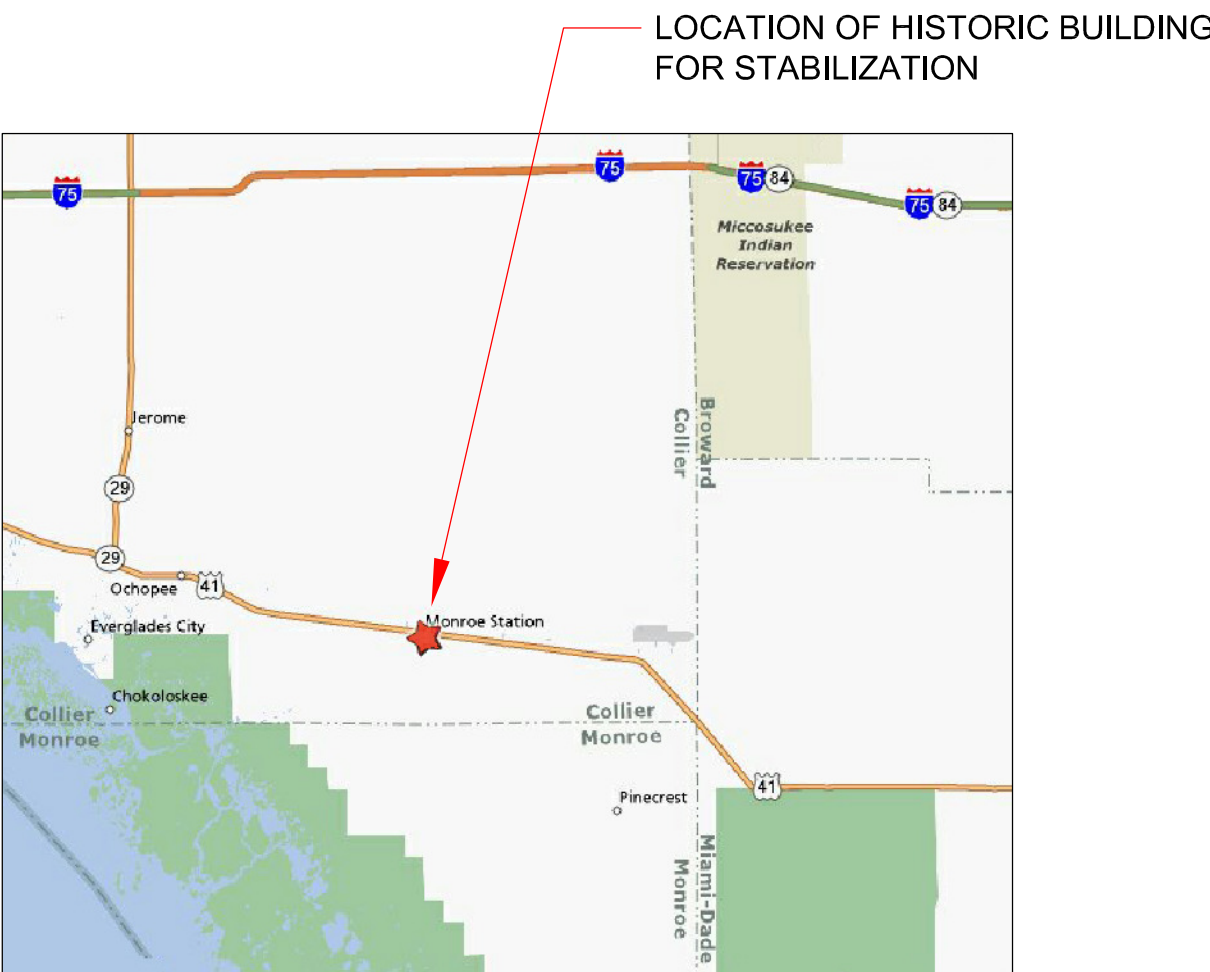 LOCATION OF HISTORIC BUILDING
FOR STABILIZATION
75
75
75
84
75
84
Miccosukee
Indian
Reservation
Jerome
Broward
Collier
29
29
Ochopee
41
Everglades City
Monroe Station
Chokoloskee
Collier
Monroe
Collier
Monroe
Pinecrest
41
Miami-Dade
Monroe